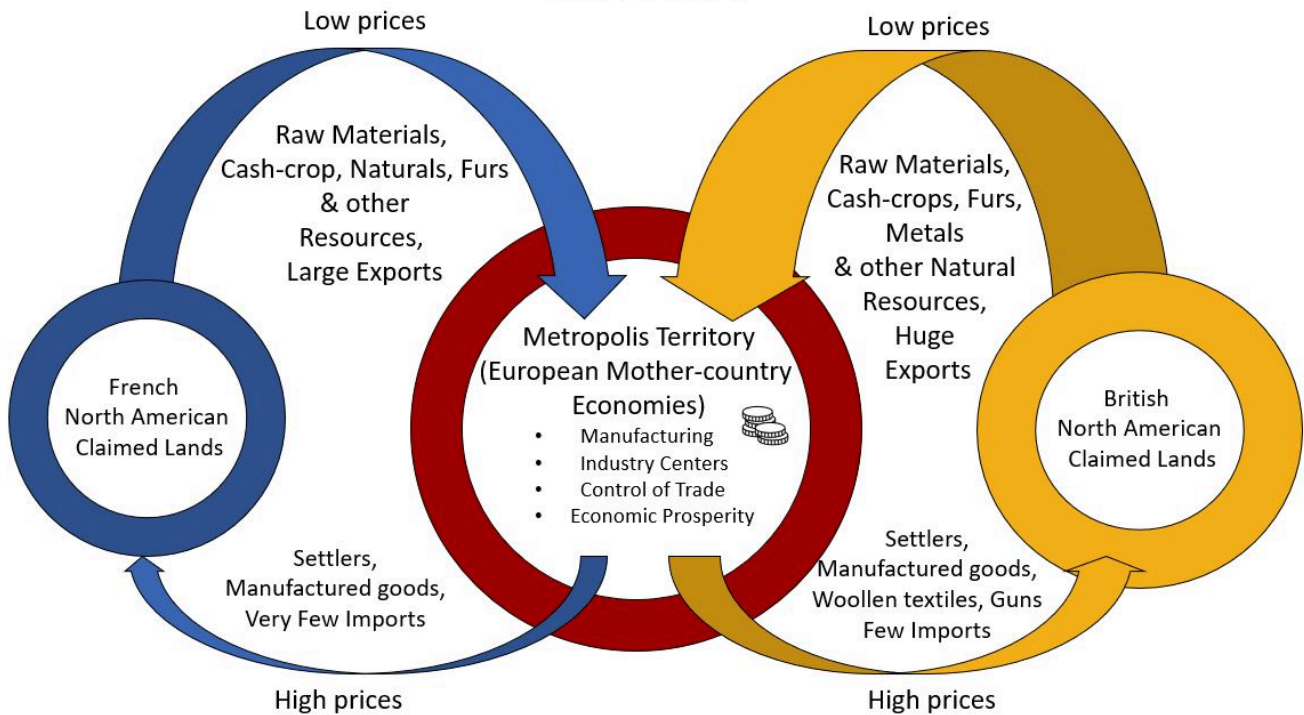 Low prices
Raw Materials,
Cash-crop, Naturals, Furs
& other
Resources,
Large Exports
French
North American
Claimed Lands
Settlers,
Manufactured goods,
Very Few Imports
High prices
Metropolis Territory
(European Mother-country
Economies)
• Manufacturing
• Industry Centers
• Control of Trade
• Economic Prosperity
Low prices
Raw Materials,
Cash-crops, Furs,
Metals
& other Natural
Resources,
Huge
Exports
British
North American
Claimed Lands
Settlers,
Manufactured goods,
Woollen textiles, Guns
Few Imports
High prices